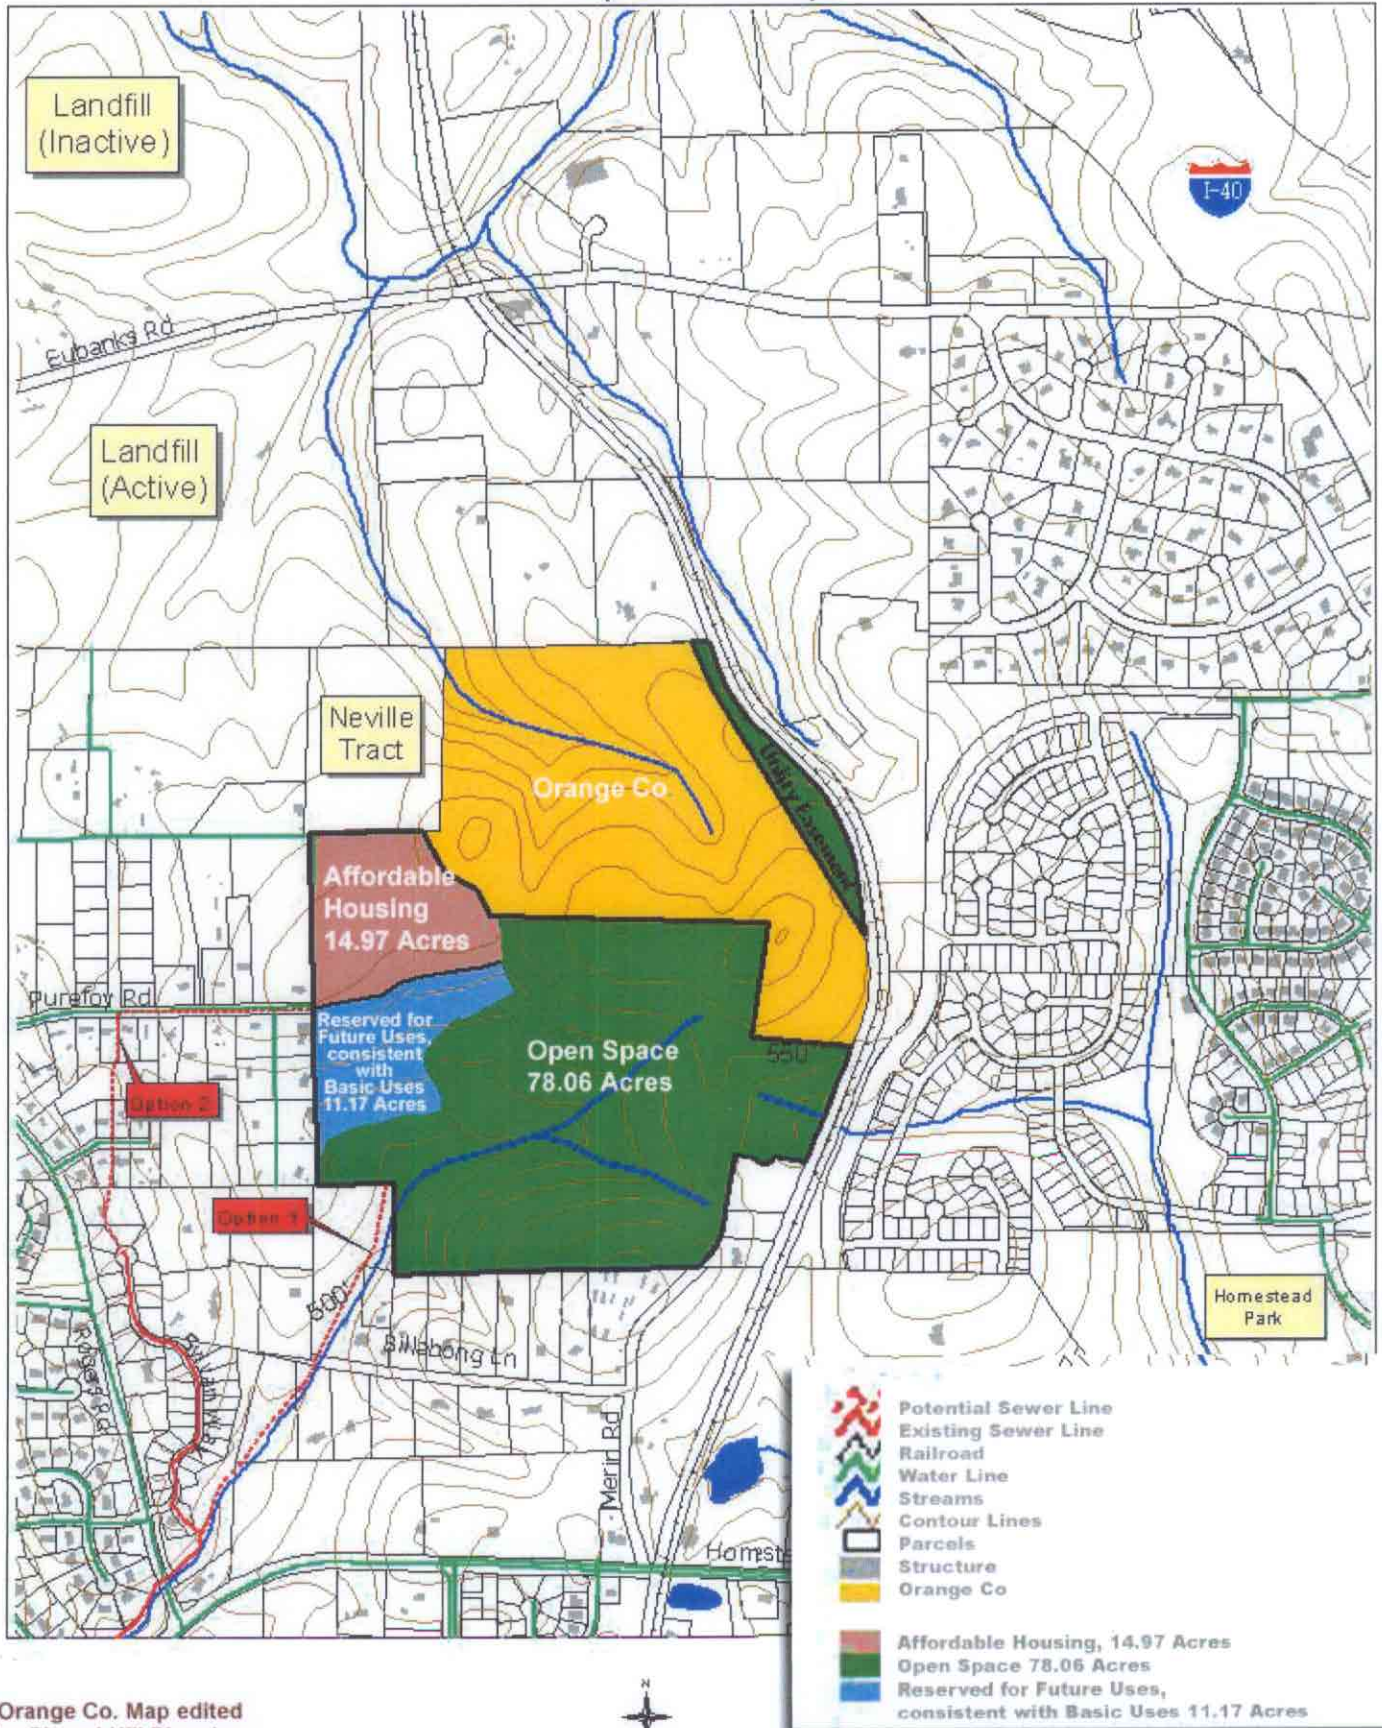 Landfill
(Inactive)
I-40
Eubanks Rd
Landfill
(Active)
Neville
Tract
Orange Co
Utility Easement
Affordable
Housing
14.97 Acres
Purefoy Rd
Reserved for
Future Uses,
consistent
with
Basic Uses
11.17 Acres
Open Space
78.06 Acres
550'
Option 2
Option 1
500'
Billabong Ln
Rogers Rd
Merin Rd
Homestead
Park
Homeste
Potential Sewer Line
Existing Sewer Line
Railroad
Water Line
Streams
Contour Lines
Parcels
Structure
Orange Co
Affordable Housing, 14.97 Acres
Open Space 78.06 Acres
Reserved for Future Uses,
consistent with Basic Uses 11.17 Acres
N
Orange Co. Map edited